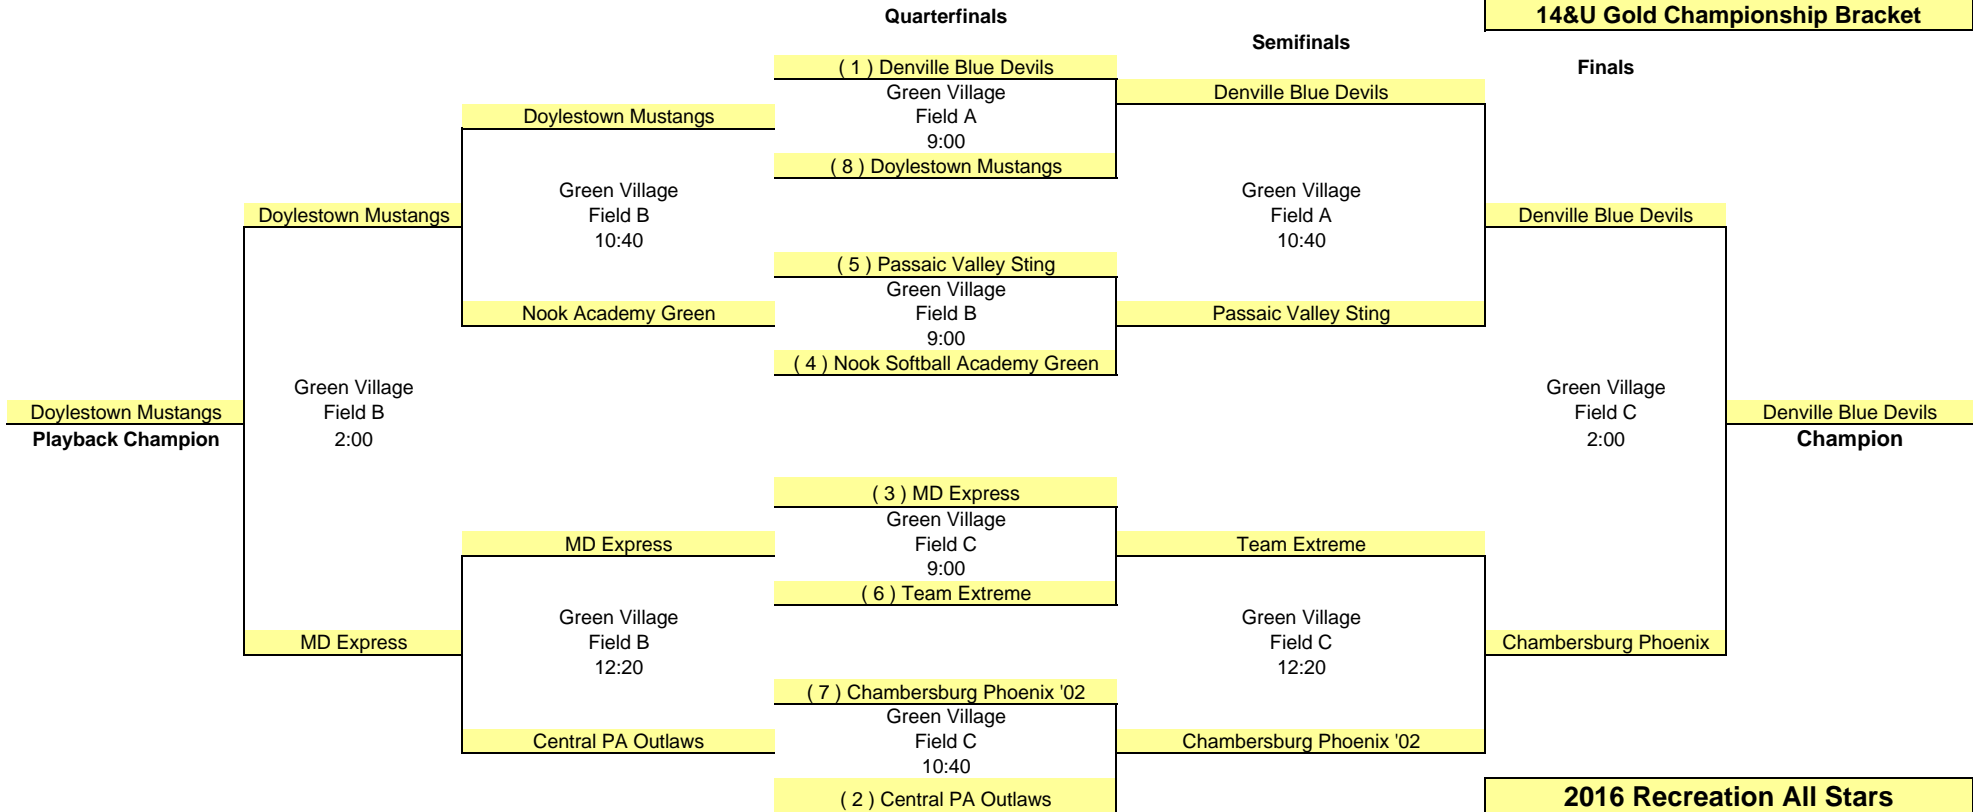 Quarterfinals
14&U Gold Championship Bracket
Semifinals
Finals
( 1 ) Denville Blue Devils
Denville Blue Devils
Green Village
Field A
9:00
Doylestown Mustangs
( 8 ) Doylestown Mustangs
Green Village
Field B
10:40
Green Village
Field A
10:40
Doylestown Mustangs
Denville Blue Devils
( 5 ) Passaic Valley Sting
Green Village
Field B
9:00
Nook Academy Green
Passaic Valley Sting
( 4 ) Nook Softball Academy Green
Green Village
Field B
2:00
Green Village
Field C
2:00
Doylestown Mustangs
Playback Champion
Denville Blue Devils
Champion
( 3 ) MD Express
Green Village
Field C
9:00
MD Express
Team Extreme
( 6 ) Team Extreme
Green Village
Field B
12:20
Green Village
Field C
12:20
MD Express
Chambersburg Phoenix
( 7 ) Chambersburg Phoenix '02
Green Village
Field C
10:40
Central PA Outlaws
Chambersburg Phoenix '02
( 2 ) Central PA Outlaws
2016 Recreation All Stars